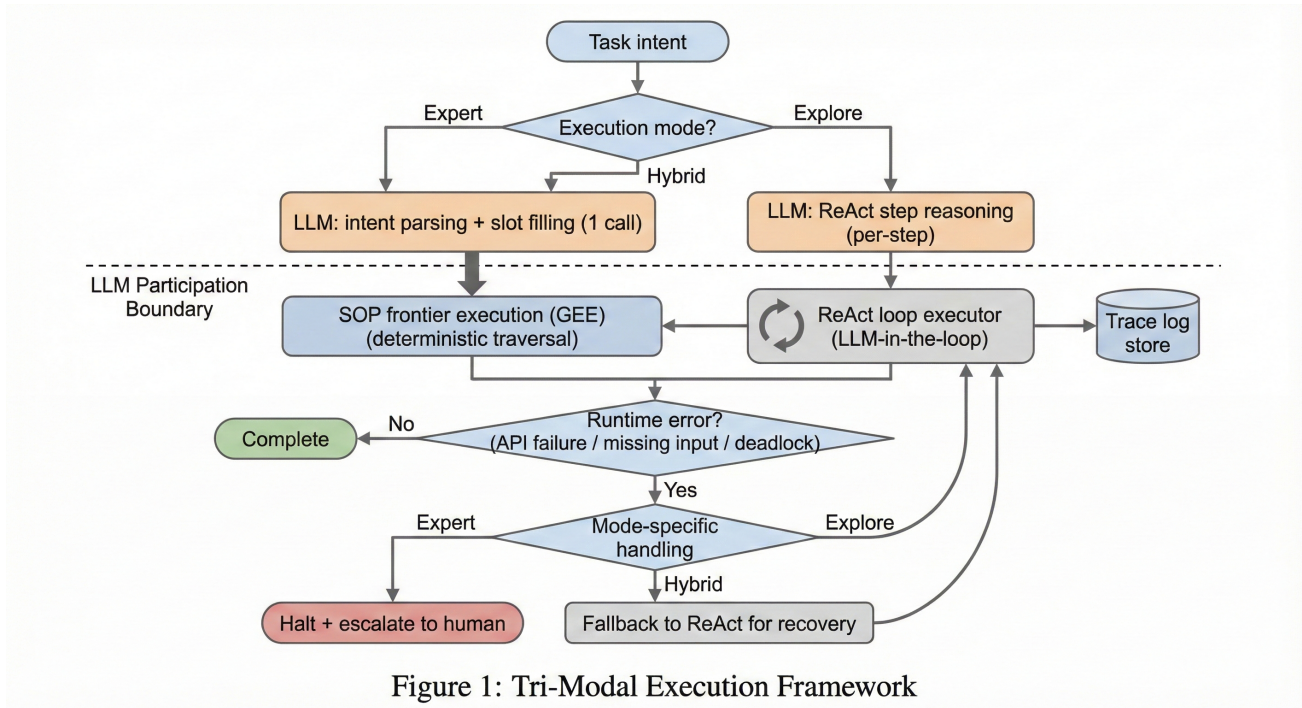 Task intent
Expert
Execution mode?
Explore
Hybrid
LLM: intent parsing + slot filling (1 call)
LLM: ReAct step reasoning
(per-step)
LLM Participation
Boundary
SOP frontier execution (GEE)
(deterministic traversal)
ReAct loop executor
(LLM-in-the-loop)
Trace log
store
Complete
No
Runtime error?
(API failure / missing input / deadlock)
Yes
Expert
Mode-specific
handling
Explore
Hybrid
Halt + escalate to human
Fallback to ReAct for recovery
Figure 1: Tri-Modal Execution Framework